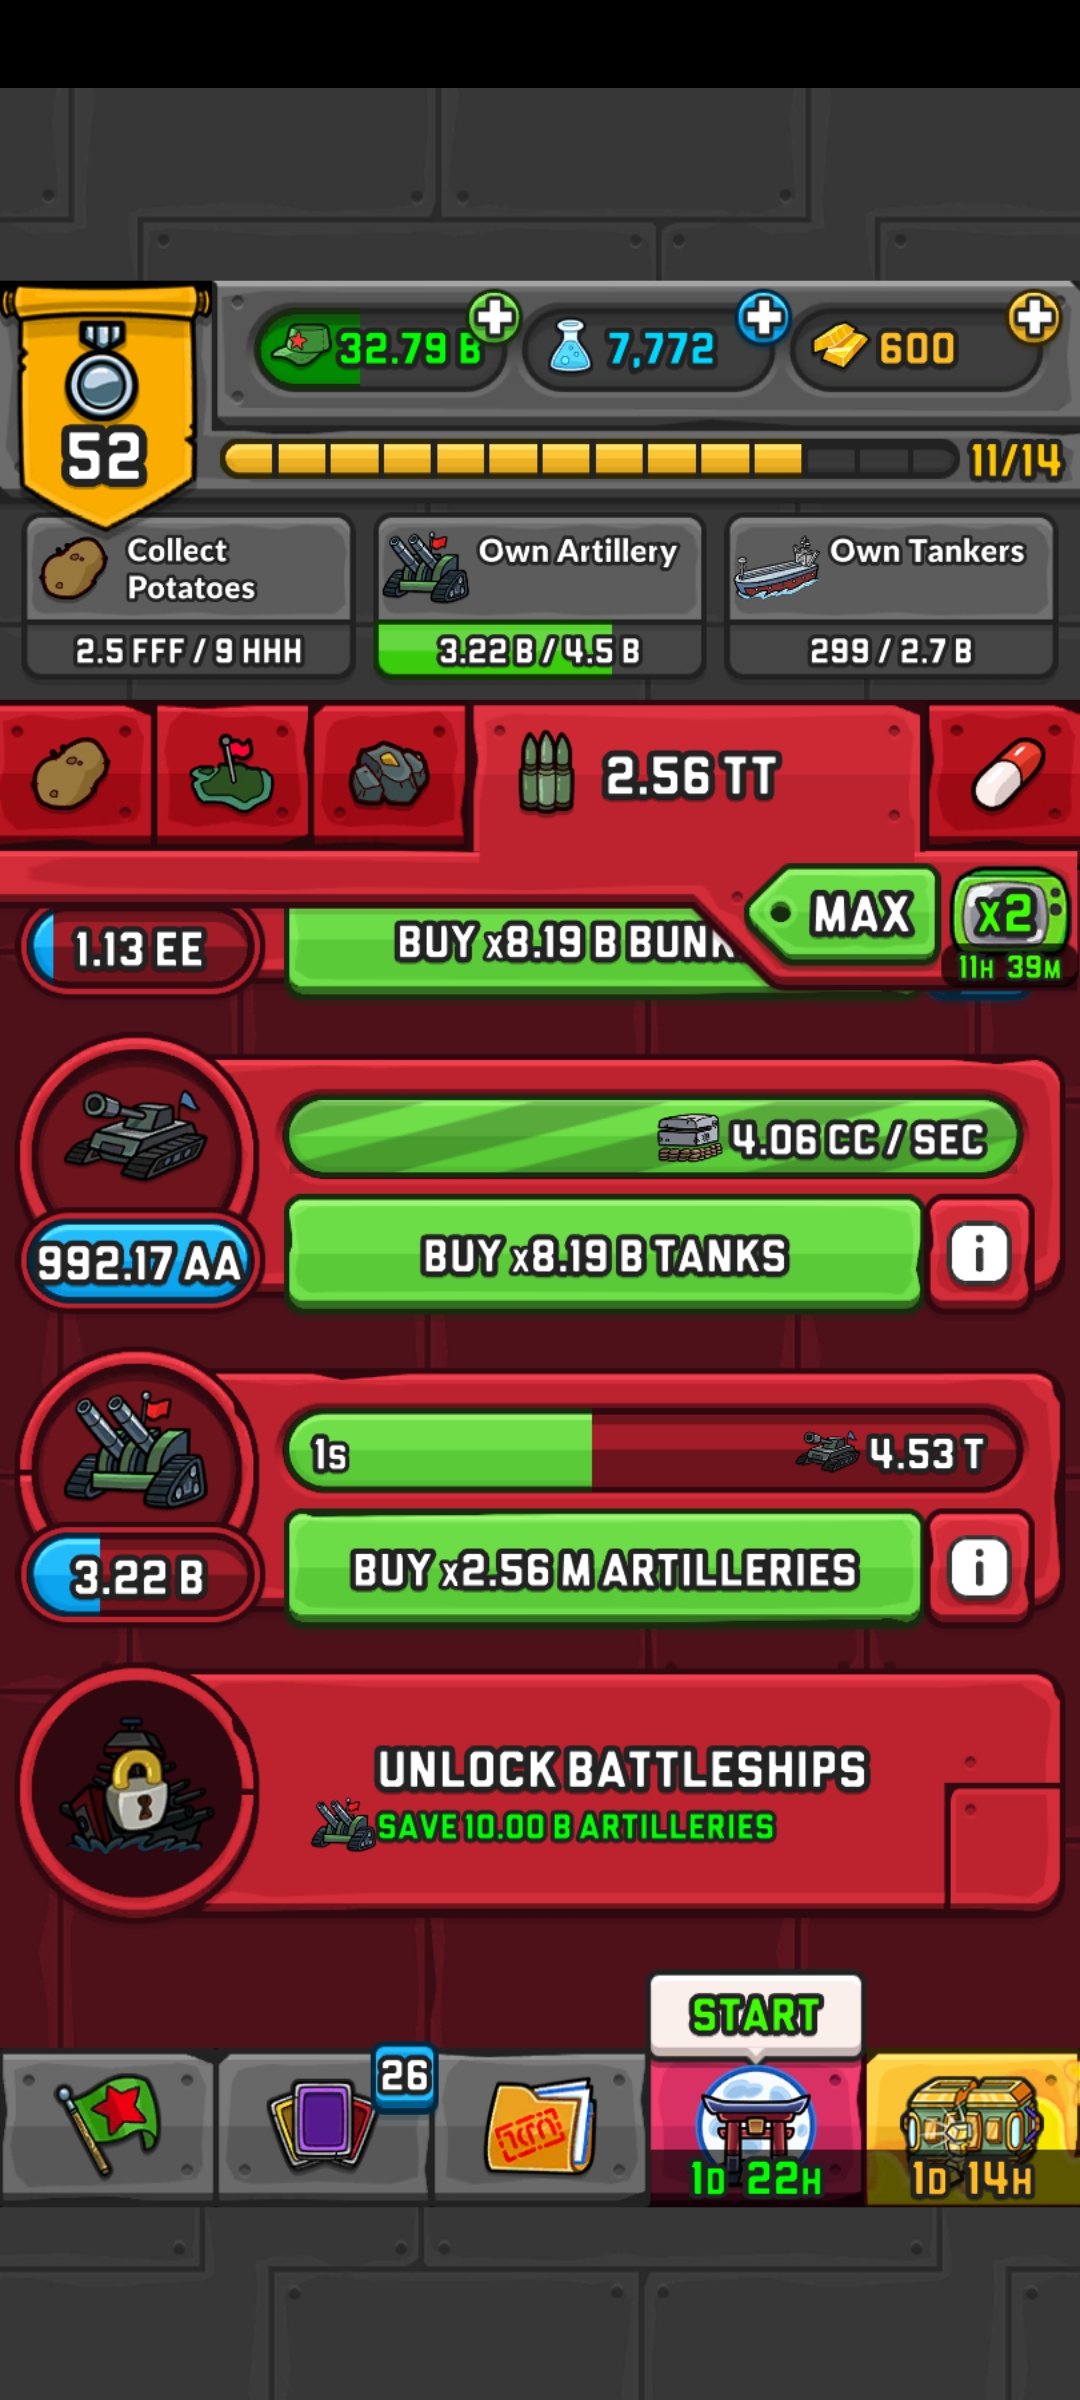 32.79 B
7,772
600
52
11/14
Collect
Potatoes
Own Artillery
Own Tankers
2.5 FFF / 9 HHH
3.22 B / 4.5 B
299 / 2.7 B
2.56 TT
MAX
x2
11H 39M
1.13 EE
BUY x8.19 B
4.06 CC / SEC
992.17 AA
BUY x8.19 B TANKS
i
1s
4.53 T
3.22 B
BUY x2.56 M ARTILLERIES
i
UNLOCK BATTLESHIPS
SAVE 10.00 B ARTILLERIES
START
26
1D 22H
1D 14H